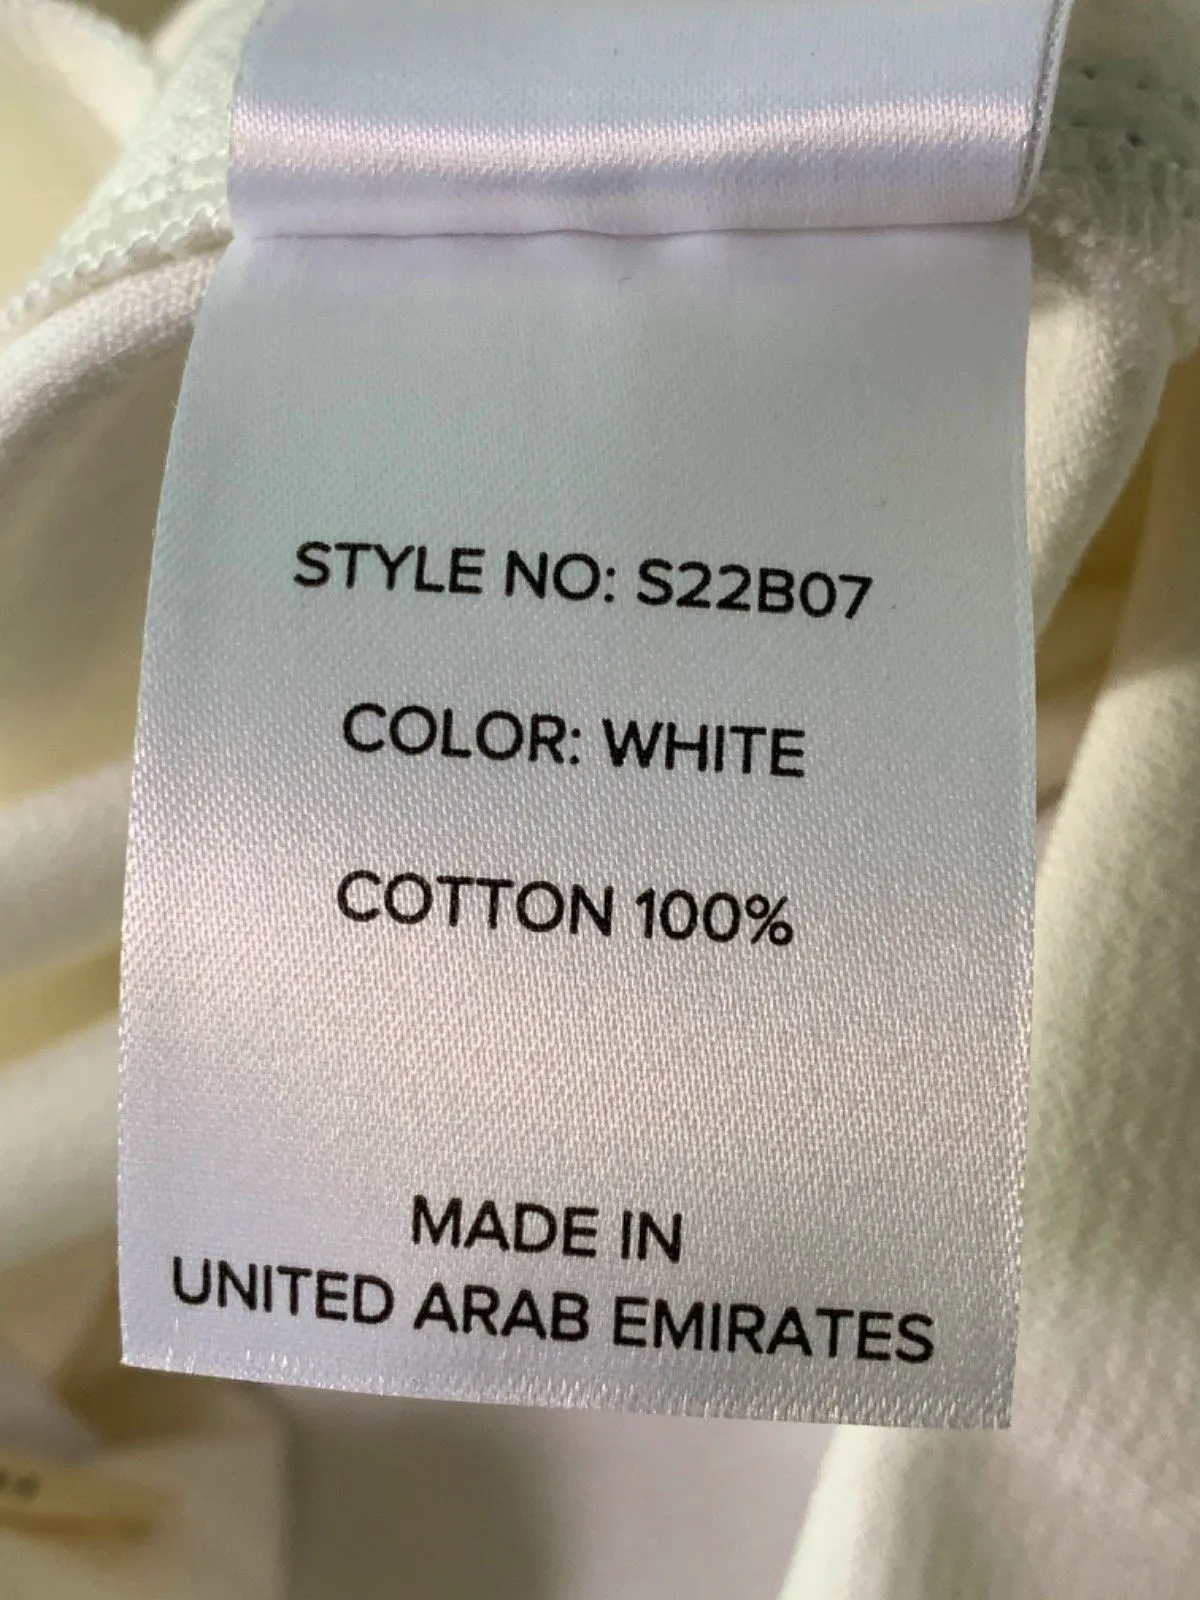 STYLE NO: S22B07
COLOR: WHITE
COTTON 100%
MADE IN
UNITED ARAB EMIRATES